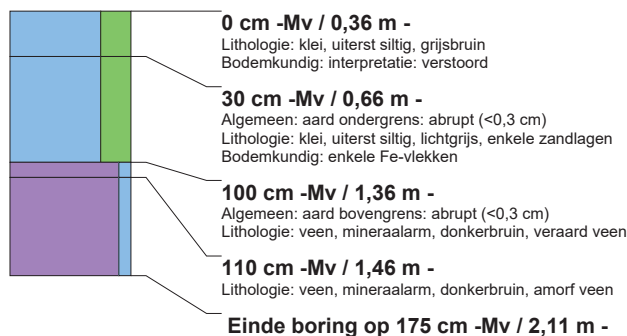 0 cm -Mv / 0,36 m -
Lithologie: klei, uiterst siltig, grijsbruin
Bodemkundig: interpretatie: verstoord
30 cm -Mv / 0,66 m -
Algemeen: aard ondergrens: abrupt (<0,3 cm)
Lithologie: klei, uiterst siltig, lichtgrijs, enkele zandlagen
Bodemkundig: enkele Fe-vlekken
100 cm -Mv / 1,36 m -
Algemeen: aard bovengrens: abrupt (<0,3 cm)
Lithologie: veen, mineraalarm, donkerbruin, veraard veen
110 cm -Mv / 1,46 m -
Lithologie: veen, mineraalarm, donkerbruin, amorf veen
Einde boring op 175 cm -Mv / 2,11 m -